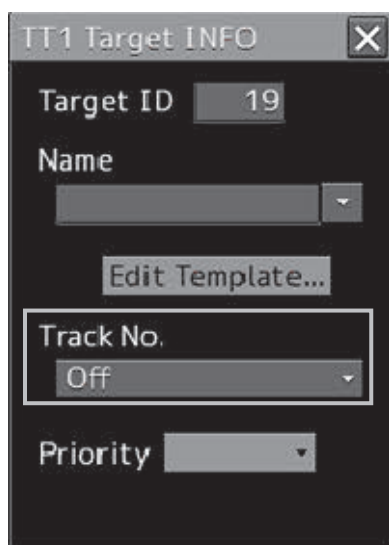 TT1 Target INFO
Target ID 19
Name
Edit Template...
Track No.
Off
Priority